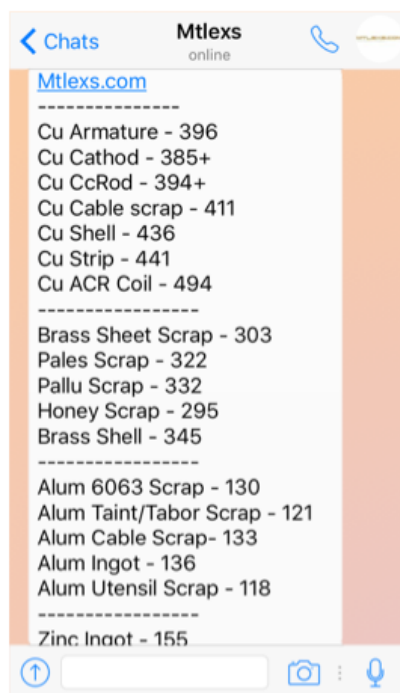 Chats
Mtlexs
online
Mtlexs.com
---------------
Cu Armature - 396
Cu Cathod - 385+
Cu CcRod - 394+
Cu Cable scrap - 411
Cu Shell - 436
Cu Strip - 441
Cu ACR Coil - 494
-----------------
Brass Sheet Scrap - 303
Pales Scrap - 322
Pallu Scrap - 332
Honey Scrap - 295
Brass Shell - 345
-----------------
Alum 6063 Scrap - 130
Alum Taint/Tabor Scrap - 121
Alum Cable Scrap- 133
Alum Ingot - 136
Alum Utensil Scrap - 118
-----------------
Zinc Ingot - 155